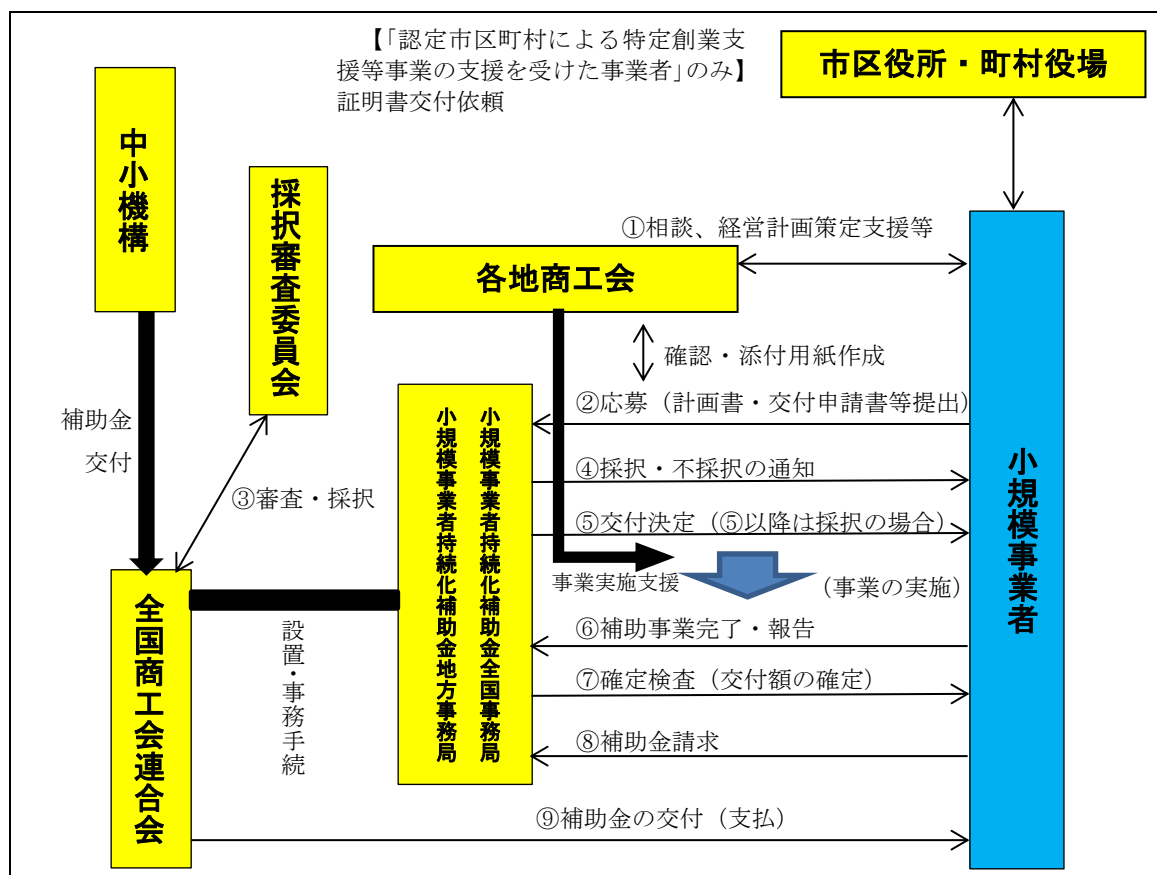 【「認定市区町村による特定創業支
援等事業の支援を受けた事業者」のみ】
証明書交付依頼
市区役所・町村役場
中小機構
採択審査委員会
①相談、経営計画策定支援等
各地商工会
確認・添付用紙作成
補助金
交付
③審査・採択
小規模事業者持続化補助金全国事務局
小規模事業者持続化補助金地方事務局
②応募（計画書・交付申請書等提出）
④採択・不採択の通知
⑤交付決定（⑤以降は採択の場合）
事業実施支援
（事業の実施）
小規模事業者
全国商工会連合会
設置・事務手続
⑥補助事業完了・報告
⑦確定検査（交付額の確定）
⑧補助金請求
⑨補助金の交付（支払）